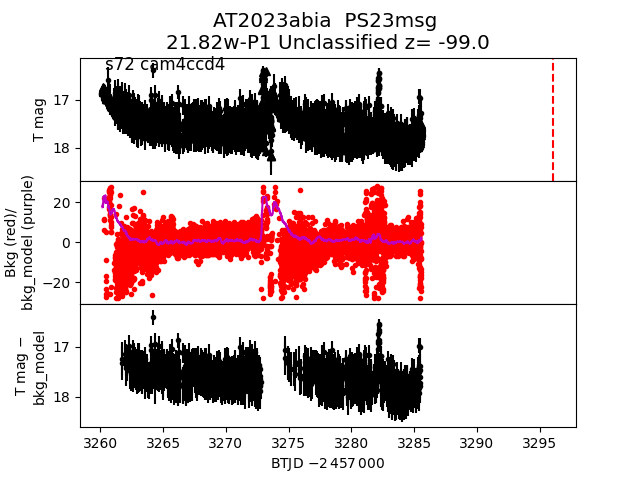 AT2023abia  PS23msg
21.82w-P1 Unclassified z= -99.0
s72 cam4ccd4
T mag
17
18
Bkg (red)/
bkg_model (purple)
20
0
−20
T mag −
bkg_model
17
18
3260 3265 3270 3275 3280 3285 3290 3295
BTJD −2 457 000